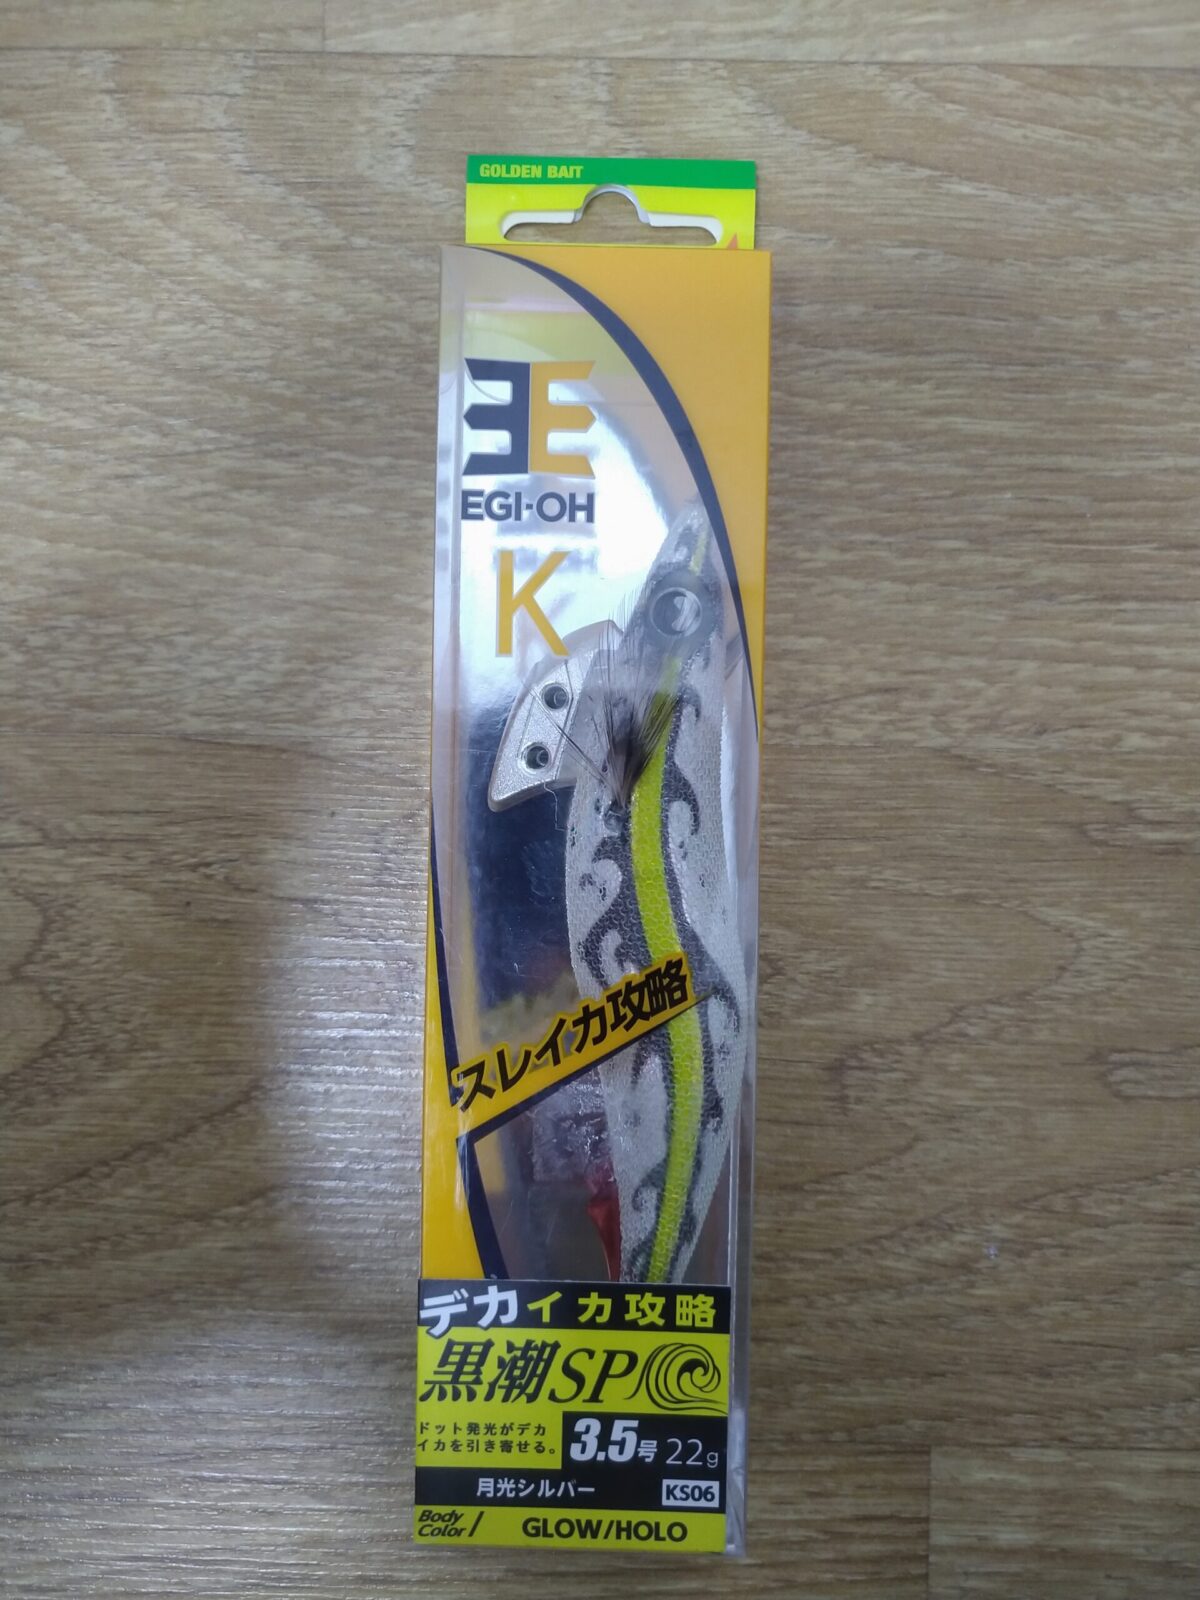 GOLDEN BAIT
EGI-OH
K
スレイカ攻略
デカイカ攻略
黒潮SP
ドット発光がデカ
イカを引き寄せる。
3.5号 22g
月光シルバー KS06
Body
Color / GLOW/HOLO